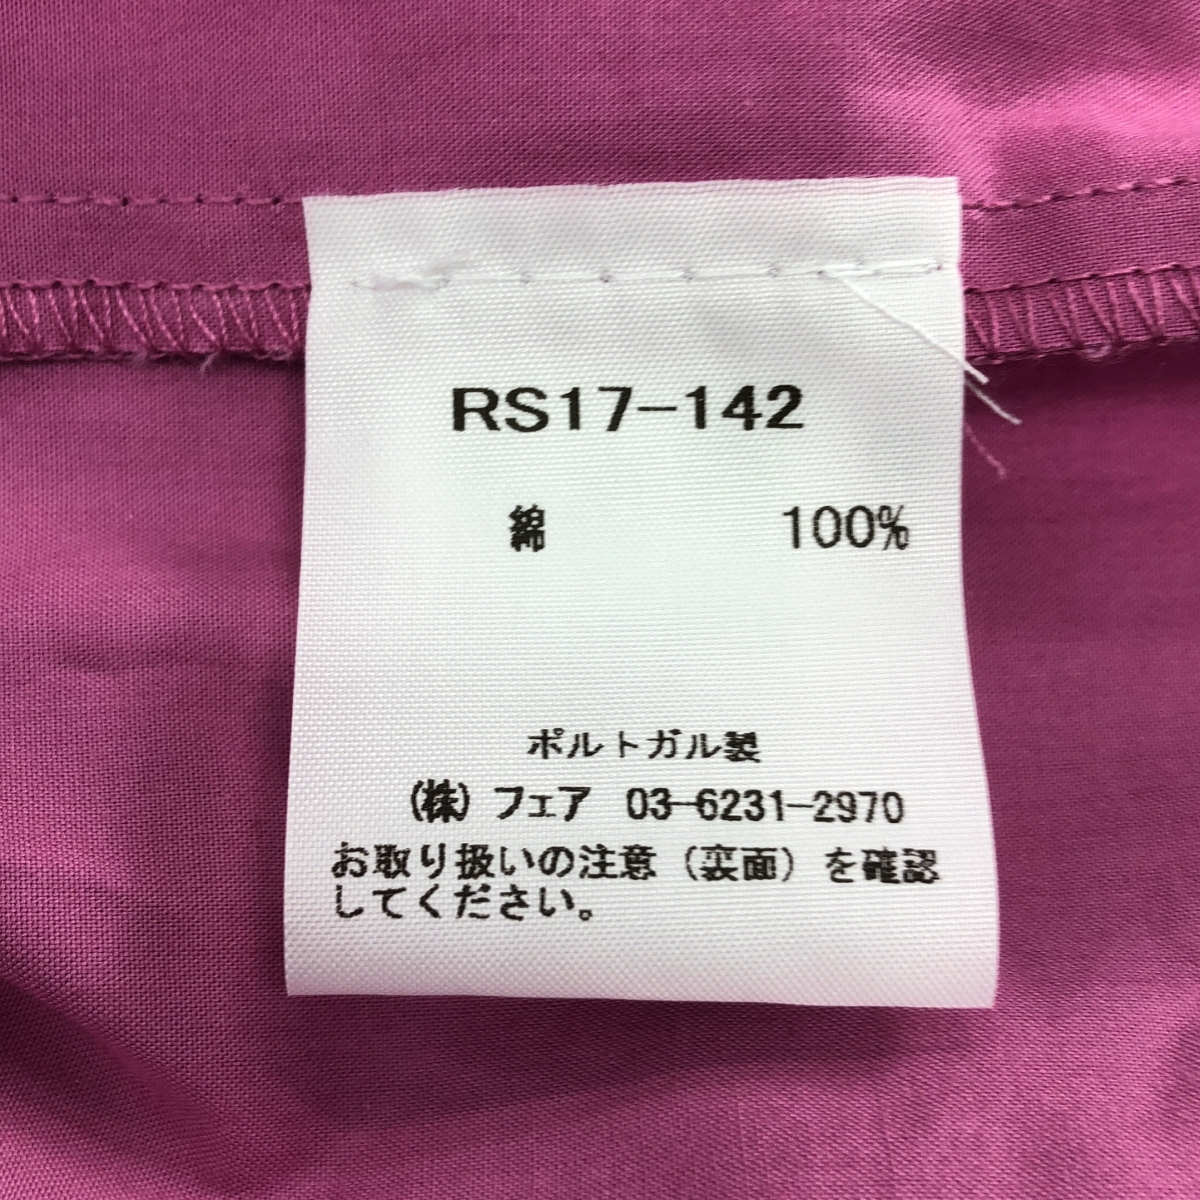 RS17-142
綿 100%
ポルトガル製
(株) フェア 03-6231-2970
お取り扱いの注意(裏面)を確認
してください。